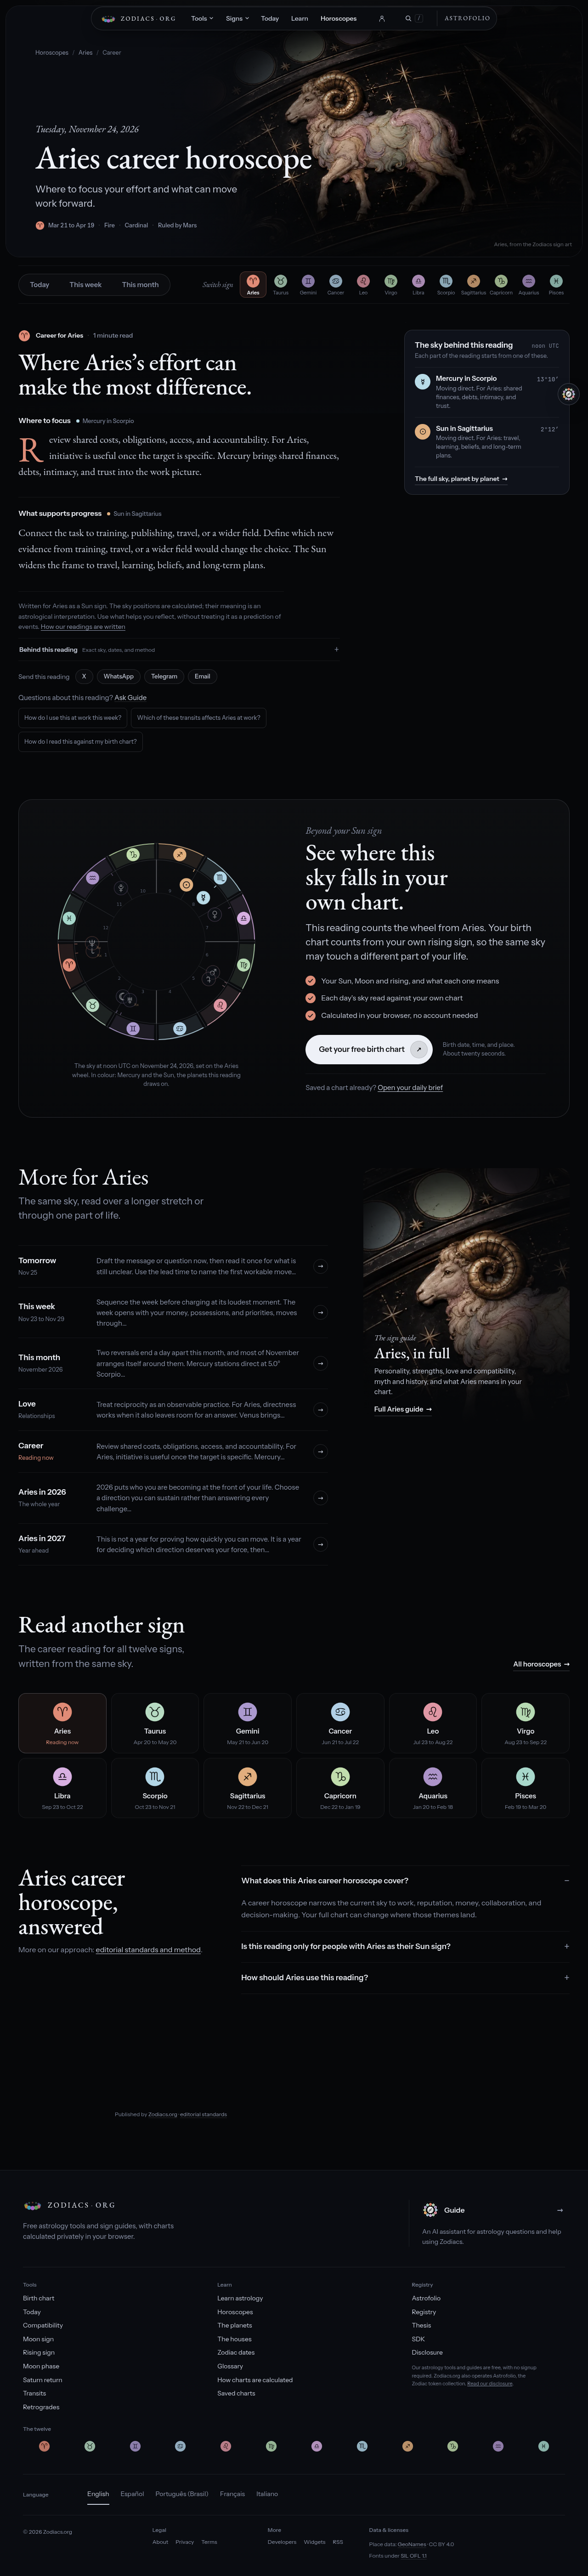 ZODIACS·ORG
Tools
Signs
Today
Learn
Horoscopes
/
ASTROFOLIO
Horoscopes / Aries / Career
Tuesday, November 24, 2026
Aries career horoscope
Where to focus your effort and what can move
work forward.
Mar 21 to Apr 19 · Fire · Cardinal · Ruled by Mars
Aries, from the Zodiacs sign art
Today
This week
This month
Switch sign
Aries
Taurus
Gemini
Cancer
Leo
Virgo
Libra
Scorpio
Sagittarius
Capricorn
Aquarius
Pisces
Career for Aries · 1 minute read
Where Aries’s effort can
make the most difference.
Where to focus
Mercury in Scorpio
Review shared costs, obligations, access, and accountability. For Aries,
initiative is useful once the target is specific. Mercury brings shared finances,
debts, intimacy, and trust into the work picture.
What supports progress
Sun in Sagittarius
Connect the task to training, publishing, travel, or a wider field. Define which new
evidence from training, travel, or a wider field would change the choice. The Sun
widens the frame to travel, learning, beliefs, and long-term plans.
Written for Aries as a Sun sign. The sky positions are calculated; their meaning is an
astrological interpretation. Use what helps you reflect, without treating it as a prediction of
events. How our readings are written
Behind this reading Exact sky, dates, and method
+
Send this reading
X
WhatsApp
Telegram
Email
Questions about this reading? Ask Guide
How do I use this at work this week?
Which of these transits affects Aries at work?
How do I read this against my birth chart?
The sky behind this reading
noon UTC
Each part of the reading starts from one of these.
Mercury in Scorpio
13°10′
Moving direct. For Aries: shared
finances, debts, intimacy, and
trust.
Sun in Sagittarius
2°12′
Moving direct. For Aries: travel,
learning, beliefs, and long-term
plans.
The full sky, planet by planet →
10
9
11
8
12
7
1
6
2
5
3
4
The sky at noon UTC on November 24, 2026, set on the Aries
wheel. In colour: Mercury and the Sun, the planets this reading
draws on.
Beyond your Sun sign
See where this
sky falls in your
own chart.
This reading counts the wheel from Aries. Your birth
chart counts from your own rising sign, so the same sky
may touch a different part of life.
Your Sun, Moon and rising, and what each one means
Each day's sky read against your own chart
Calculated in your browser, no account needed
Get your free birth chart
Birth date, time, and place.
About twenty seconds.
Saved a chart already? Open your daily brief
More for Aries
The same sky, read over a longer stretch or
through one part of life.
Tomorrow
Nov 25
Draft the message or question now, then read it once for what is
still unclear. Use the lead time to name the first workable move…
This week
Nov 23 to Nov 29
Sequence the week before charging at its loudest moment. The
week opens with your money, possessions, and priorities, moves
through…
This month
November 2026
Two reversals end a day apart this month, and most of November
arranges itself around them. Mercury stations direct at 5.0°
Scorpio…
Love
Relationships
Treat reciprocity as an observable practice. For Aries, directness
works when it also leaves room for an answer. Venus brings…
Career
Reading now
Review shared costs, obligations, access, and accountability. For
Aries, initiative is useful once the target is specific. Mercury…
Aries in 2026
The whole year
2026 puts who you are becoming at the front of your life. Choose
a direction you can sustain rather than answering every
challenge…
Aries in 2027
Year ahead
This is not a year for proving how quickly you can move. It is a year
for deciding which direction deserves your force, then…
The sign guide
Aries, in full
Personality, strengths, love and compatibility,
myth and history, and what Aries means in your
chart.
Full Aries guide →
Read another sign
The career reading for all twelve signs,
written from the same sky.
All horoscopes →
Aries
Reading now
Taurus
Apr 20 to May 20
Gemini
May 21 to Jun 20
Cancer
Jun 21 to Jul 22
Leo
Jul 23 to Aug 22
Virgo
Aug 23 to Sep 22
Libra
Sep 23 to Oct 22
Scorpio
Oct 23 to Nov 21
Sagittarius
Nov 22 to Dec 21
Capricorn
Dec 22 to Jan 19
Aquarius
Jan 20 to Feb 18
Pisces
Feb 19 to Mar 20
Aries career
horoscope,
answered
More on our approach: editorial standards and method.
What does this Aries career horoscope cover?
−
A career horoscope narrows the current sky to work, reputation, money, collaboration, and
decision-making. Your full chart can change where those themes land.
Is this reading only for people with Aries as their Sun sign?
+
How should Aries use this reading?
+
Published by Zodiacs.org · editorial standards
ZODIACS·ORG
Free astrology tools and sign guides, with charts
calculated privately in your browser.
Guide
→
An AI assistant for astrology questions and help
using Zodiacs.
Tools
Birth chart
Today
Compatibility
Moon sign
Rising sign
Moon phase
Saturn return
Transits
Retrogrades
Learn
Learn astrology
Horoscopes
The planets
The houses
Zodiac dates
Glossary
How charts are calculated
Saved charts
Registry
Astrofolio
Registry
Thesis
SDK
Disclosure
Our astrology tools and guides are free, with no signup
required. Zodiacs.org also operates Astrofolio, the
Zodiac token collection. Read our disclosure.
The twelve
Language
English
Español
Português (Brasil)
Français
Italiano
© 2026 Zodiacs.org
Legal
About
Privacy
Terms
More
Developers
Widgets
RSS
Data & licenses
Place data: GeoNames · CC BY 4.0
Fonts under SIL OFL 1.1